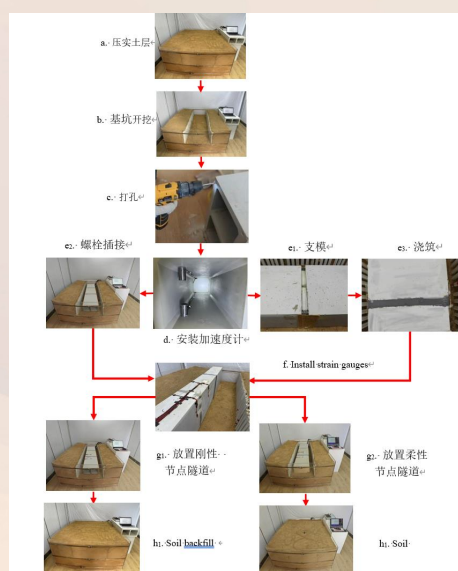 a. 压实土层
b. 基坑开挖
c. 打孔
e₂. 螺栓插接
e₁. 支模
e₃. 浇筑
d. 安装加速度计
f. Install strain gauges
g₁. 放置刚性
节点隧道
g₂. 放置柔性
节点隧道
h₁. Soil backfill
h₁. Soil